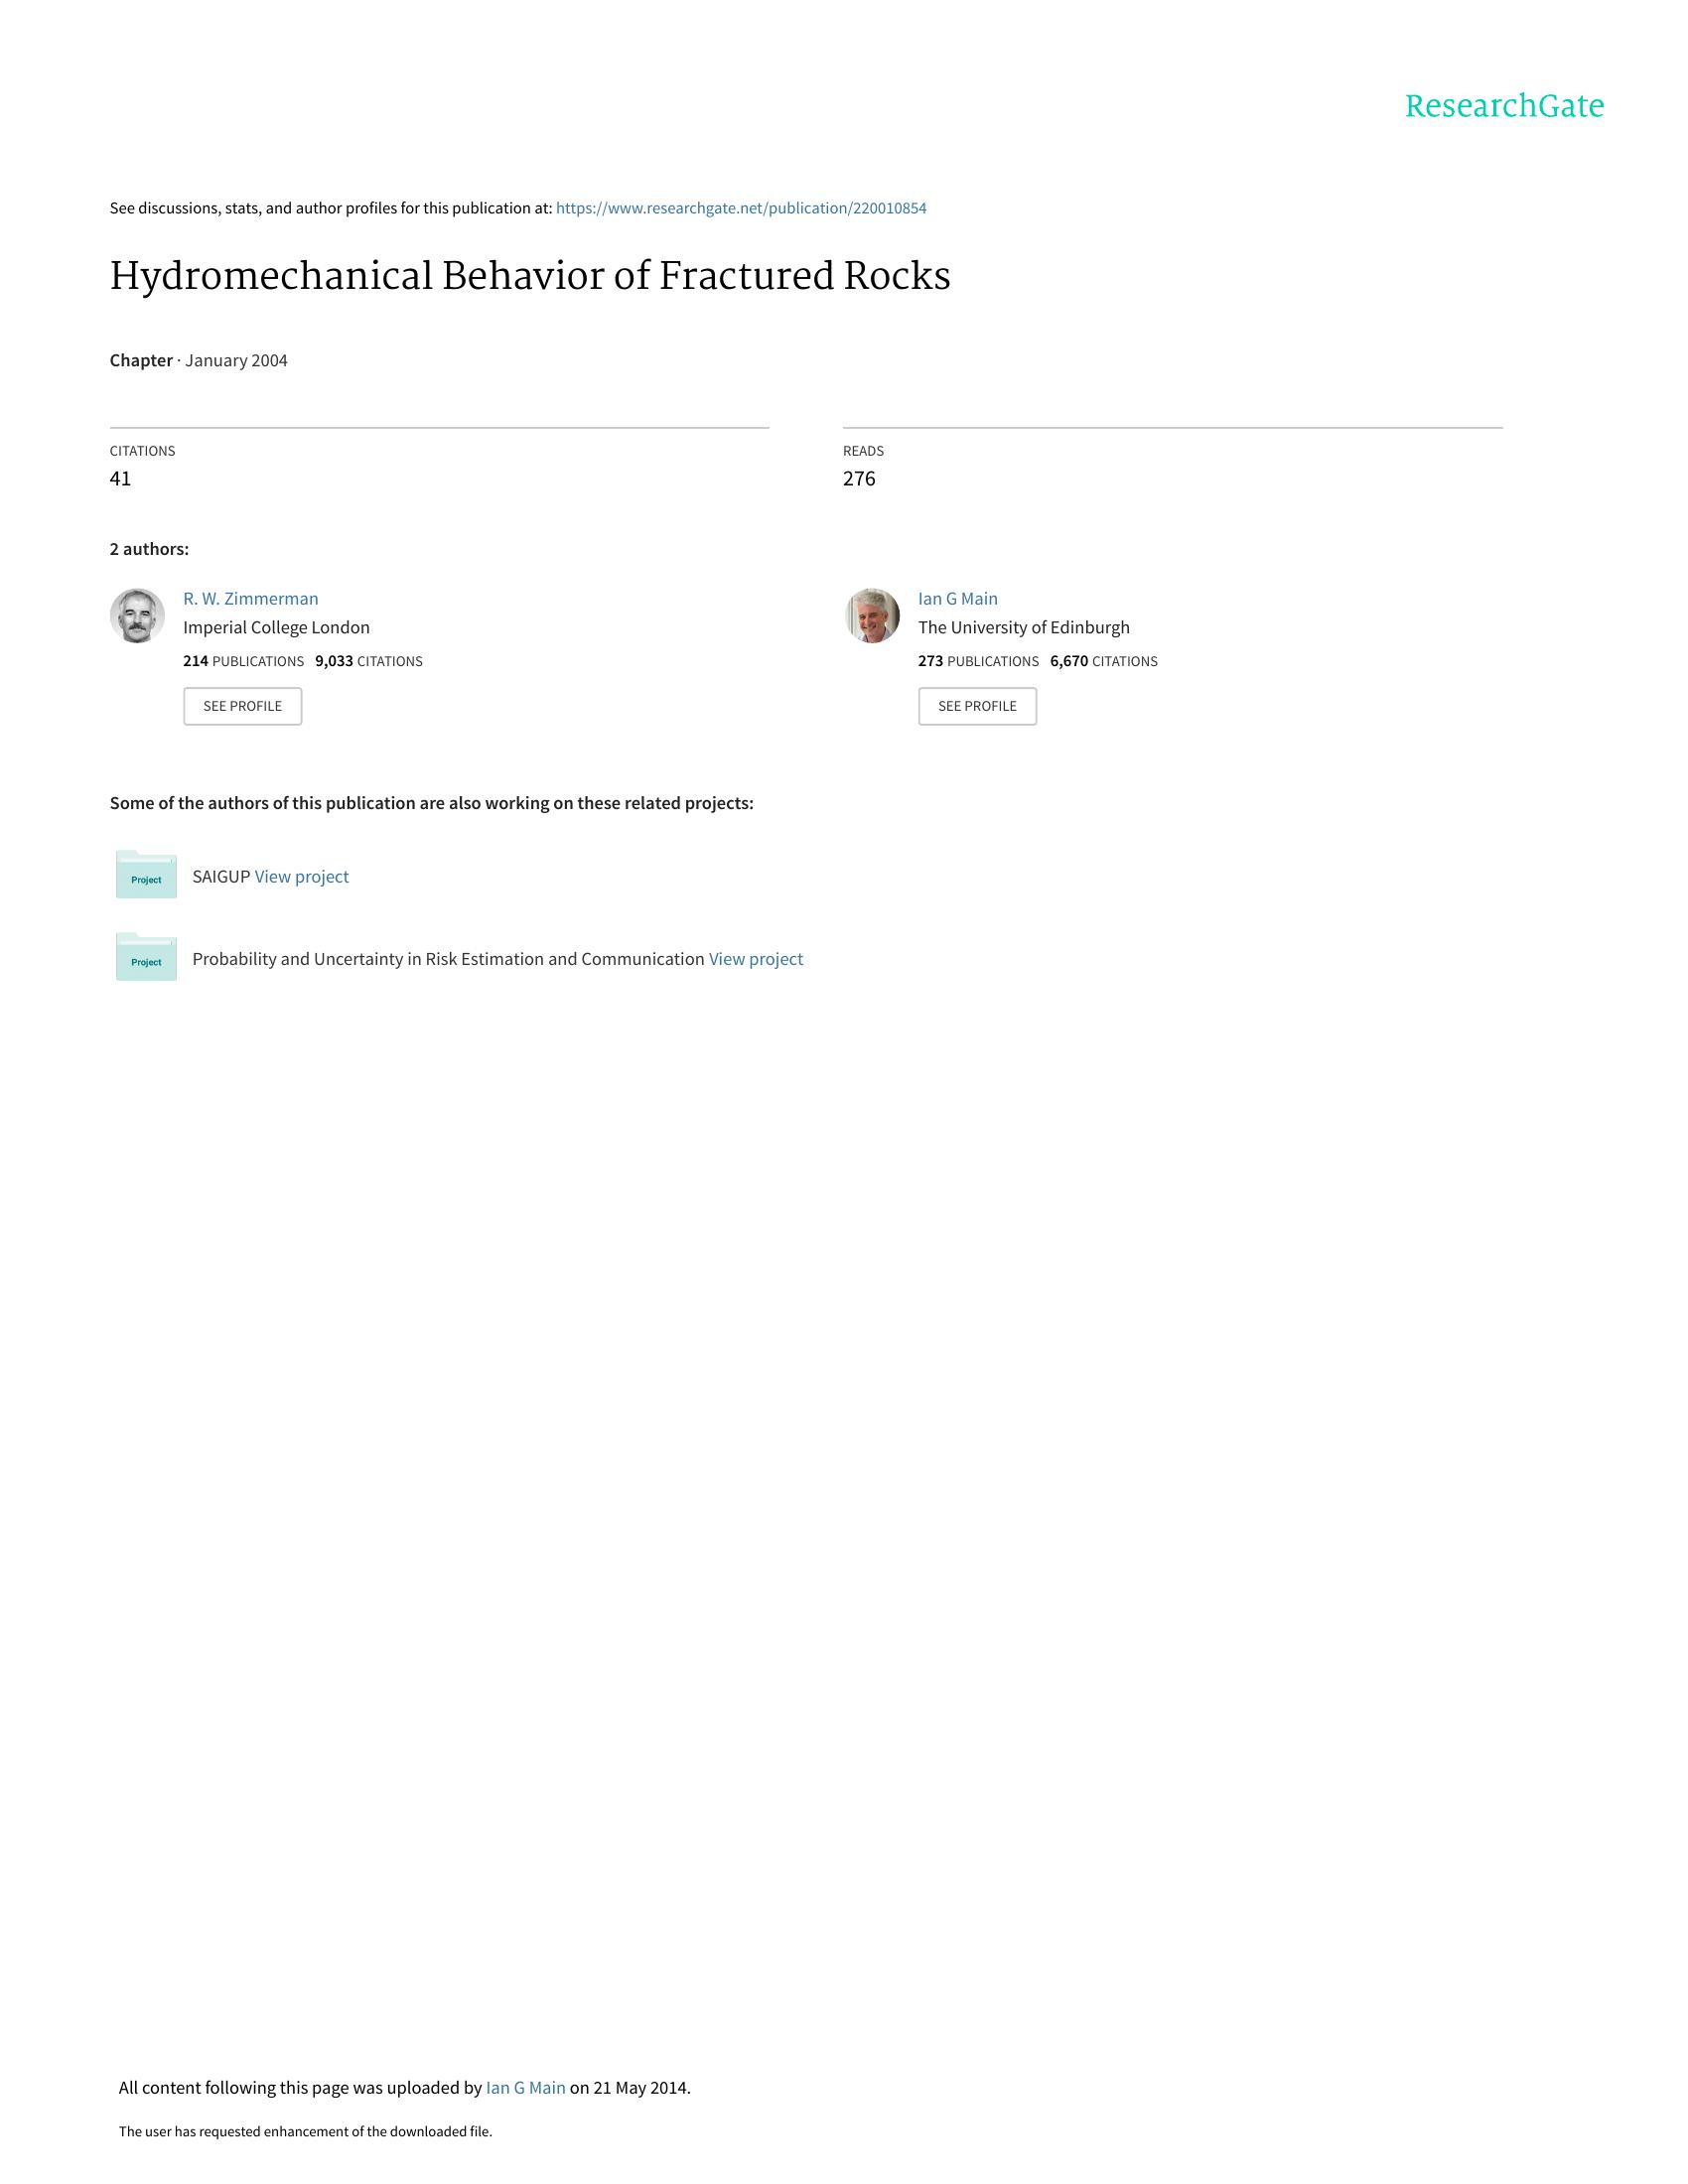 ResearchGate
See discussions, stats, and author profiles for this publication at: https://www.researchgate.net/publication/220010854
Hydromechanical Behavior of Fractured Rocks
Chapter · January 2004
CITATIONS
41
READS
276
2 authors:
R. W. Zimmerman
Imperial College London
214 PUBLICATIONS 9,033 CITATIONS
SEE PROFILE
Ian G Main
The University of Edinburgh
273 PUBLICATIONS 6,670 CITATIONS
SEE PROFILE
Some of the authors of this publication are also working on these related projects:
Project
SAIGUP View project
Project
Probability and Uncertainty in Risk Estimation and Communication View project
All content following this page was uploaded by Ian G Main on 21 May 2014.
The user has requested enhancement of the downloaded file.